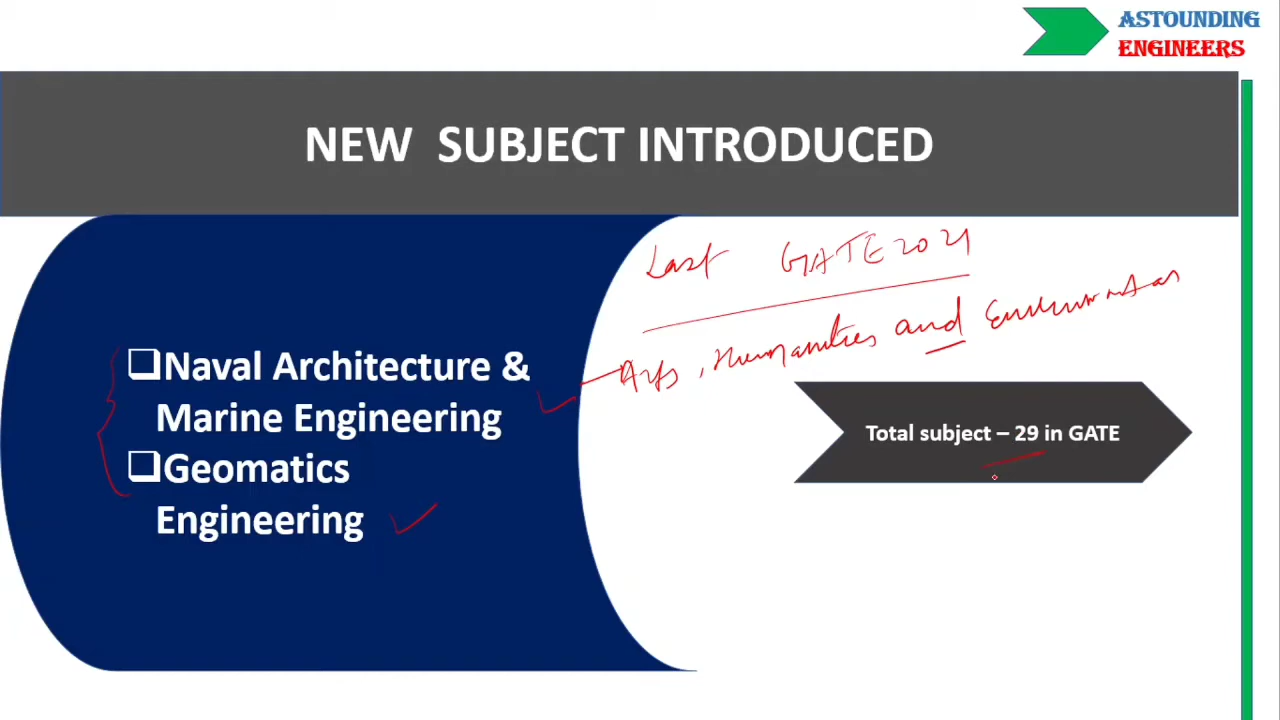 ASTOUNDING
ENGINEERS
NEW SUBJECT INTRODUCED
Last GATE 2021
Arts, Humanities and
❑Naval Architecture &
Marine Engineering
❑Geomatics
Engineering
Total subject – 29 in GATE